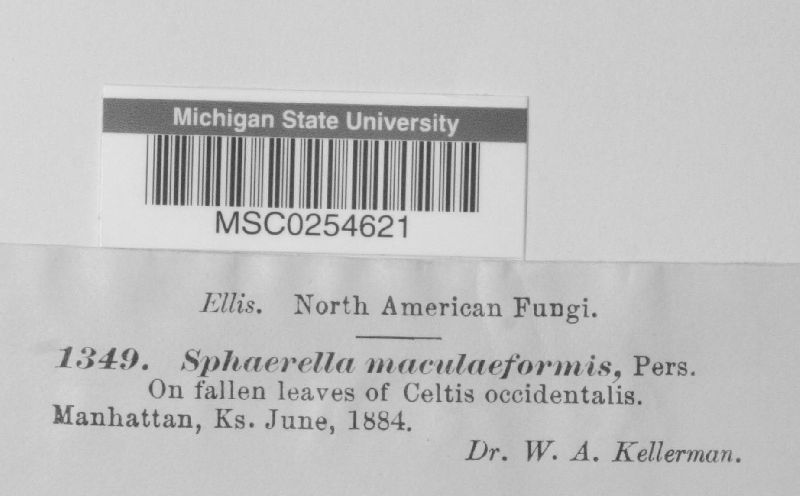 Michigan State University
MSC0254621
Ellis. North American Fungi.
1349. Sphaerella maculaeformis, Pers.
On fallen leaves of Celtis occidentalis.
Manhattan, Ks. June, 1884.
Dr. W. A. Kellerman.